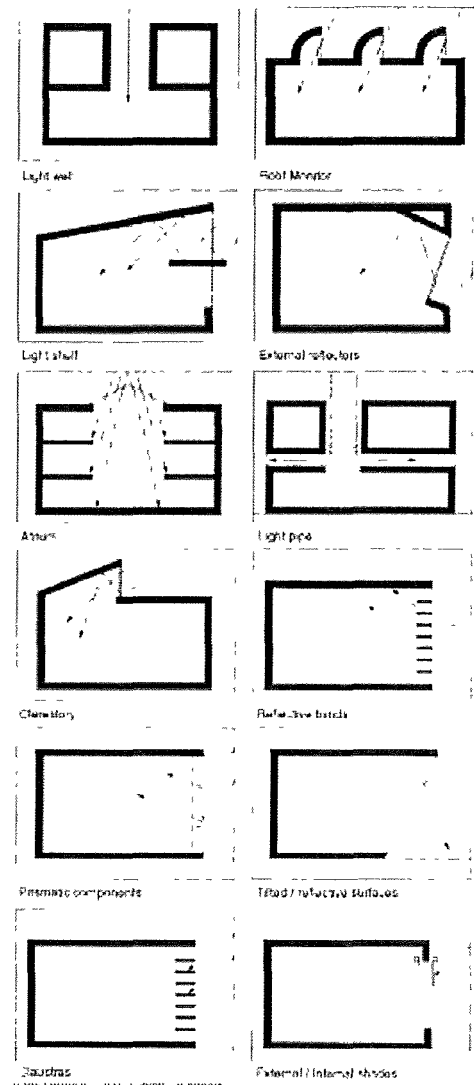 Light well
Roof Monitor
Light shelf
External reflectors
Atrium
Light pipe
Clerestory
Reflective blinds
Prismatic components
Tilted / reflective surfaces
External / Internal shades